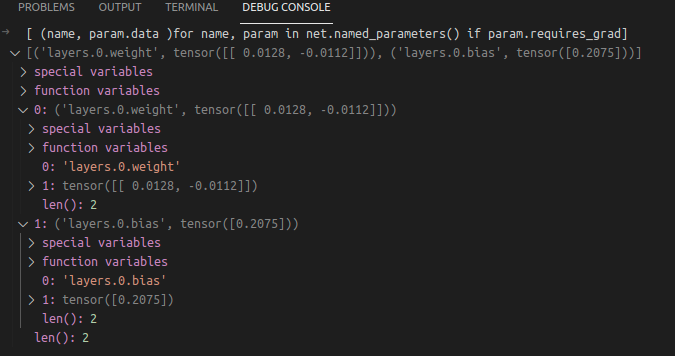 PROBLEMS OUTPUT TERMINAL DEBUG CONSOLE
[ (name, param.data )for name, param in net.named_parameters() if param.requires_grad]
[('layers.0.weight', tensor([[ 0.0128, -0.0112]])), ('layers.0.bias', tensor([0.2075]))]
special variables
function variables
0: ('layers.0.weight', tensor([[ 0.0128, -0.0112]]))
special variables
function variables
0: 'layers.0.weight'
1: tensor([[ 0.0128, -0.0112]])
len(): 2
1: ('layers.0.bias', tensor([0.2075]))
special variables
function variables
0: 'layers.0.bias'
1: tensor([0.2075])
len(): 2
len(): 2